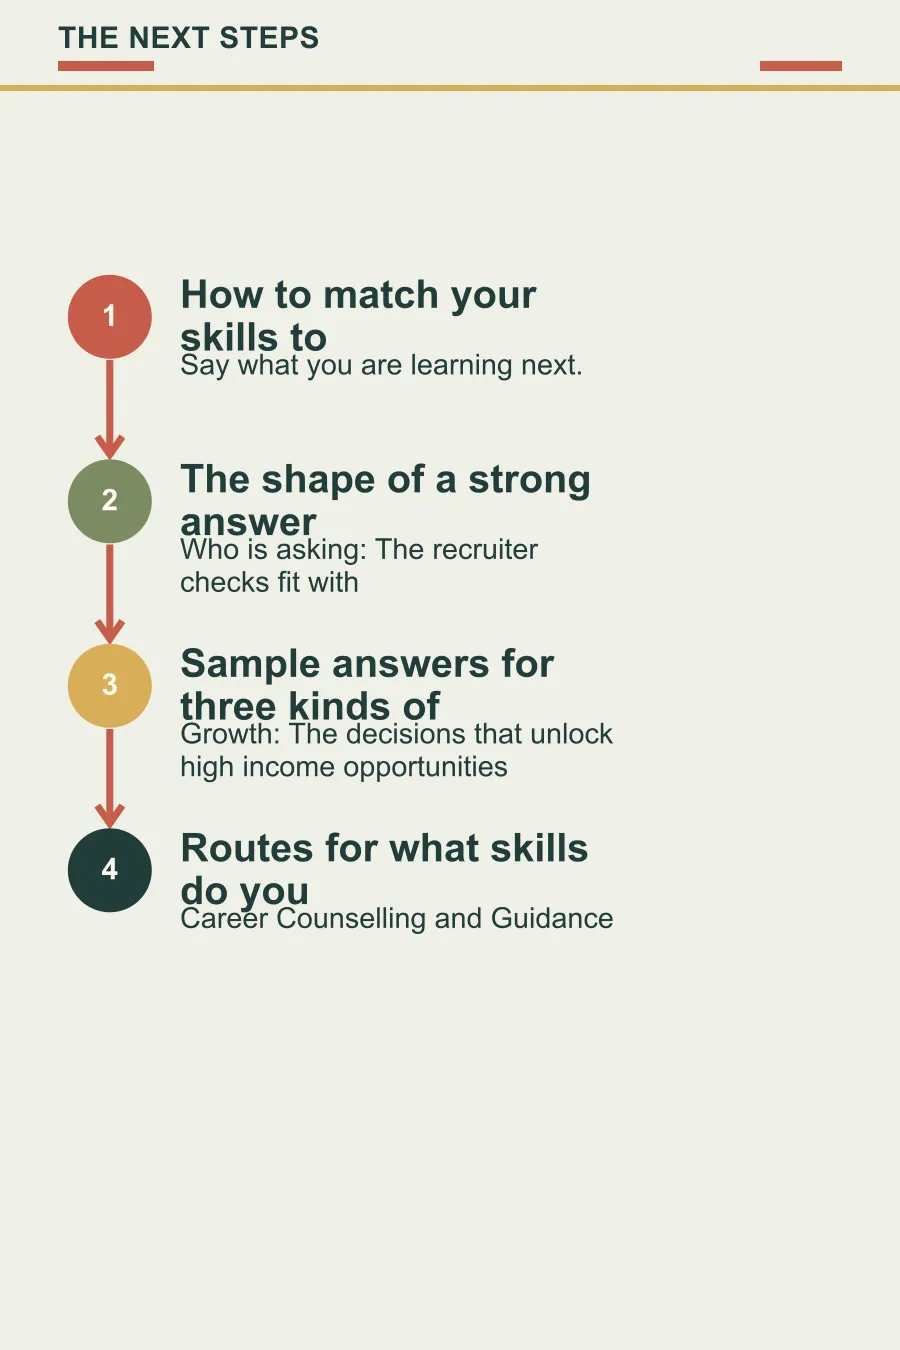 THE NEXT STEPS
1
How to match your
skills to
Say what you are learning next.
2
The shape of a strong
answer
Who is asking: The recruiter
checks fit with
3
Sample answers for
three kinds of
Growth: The decisions that unlock
high income opportunities
4
Routes for what skills
do you
Career Counselling and Guidance